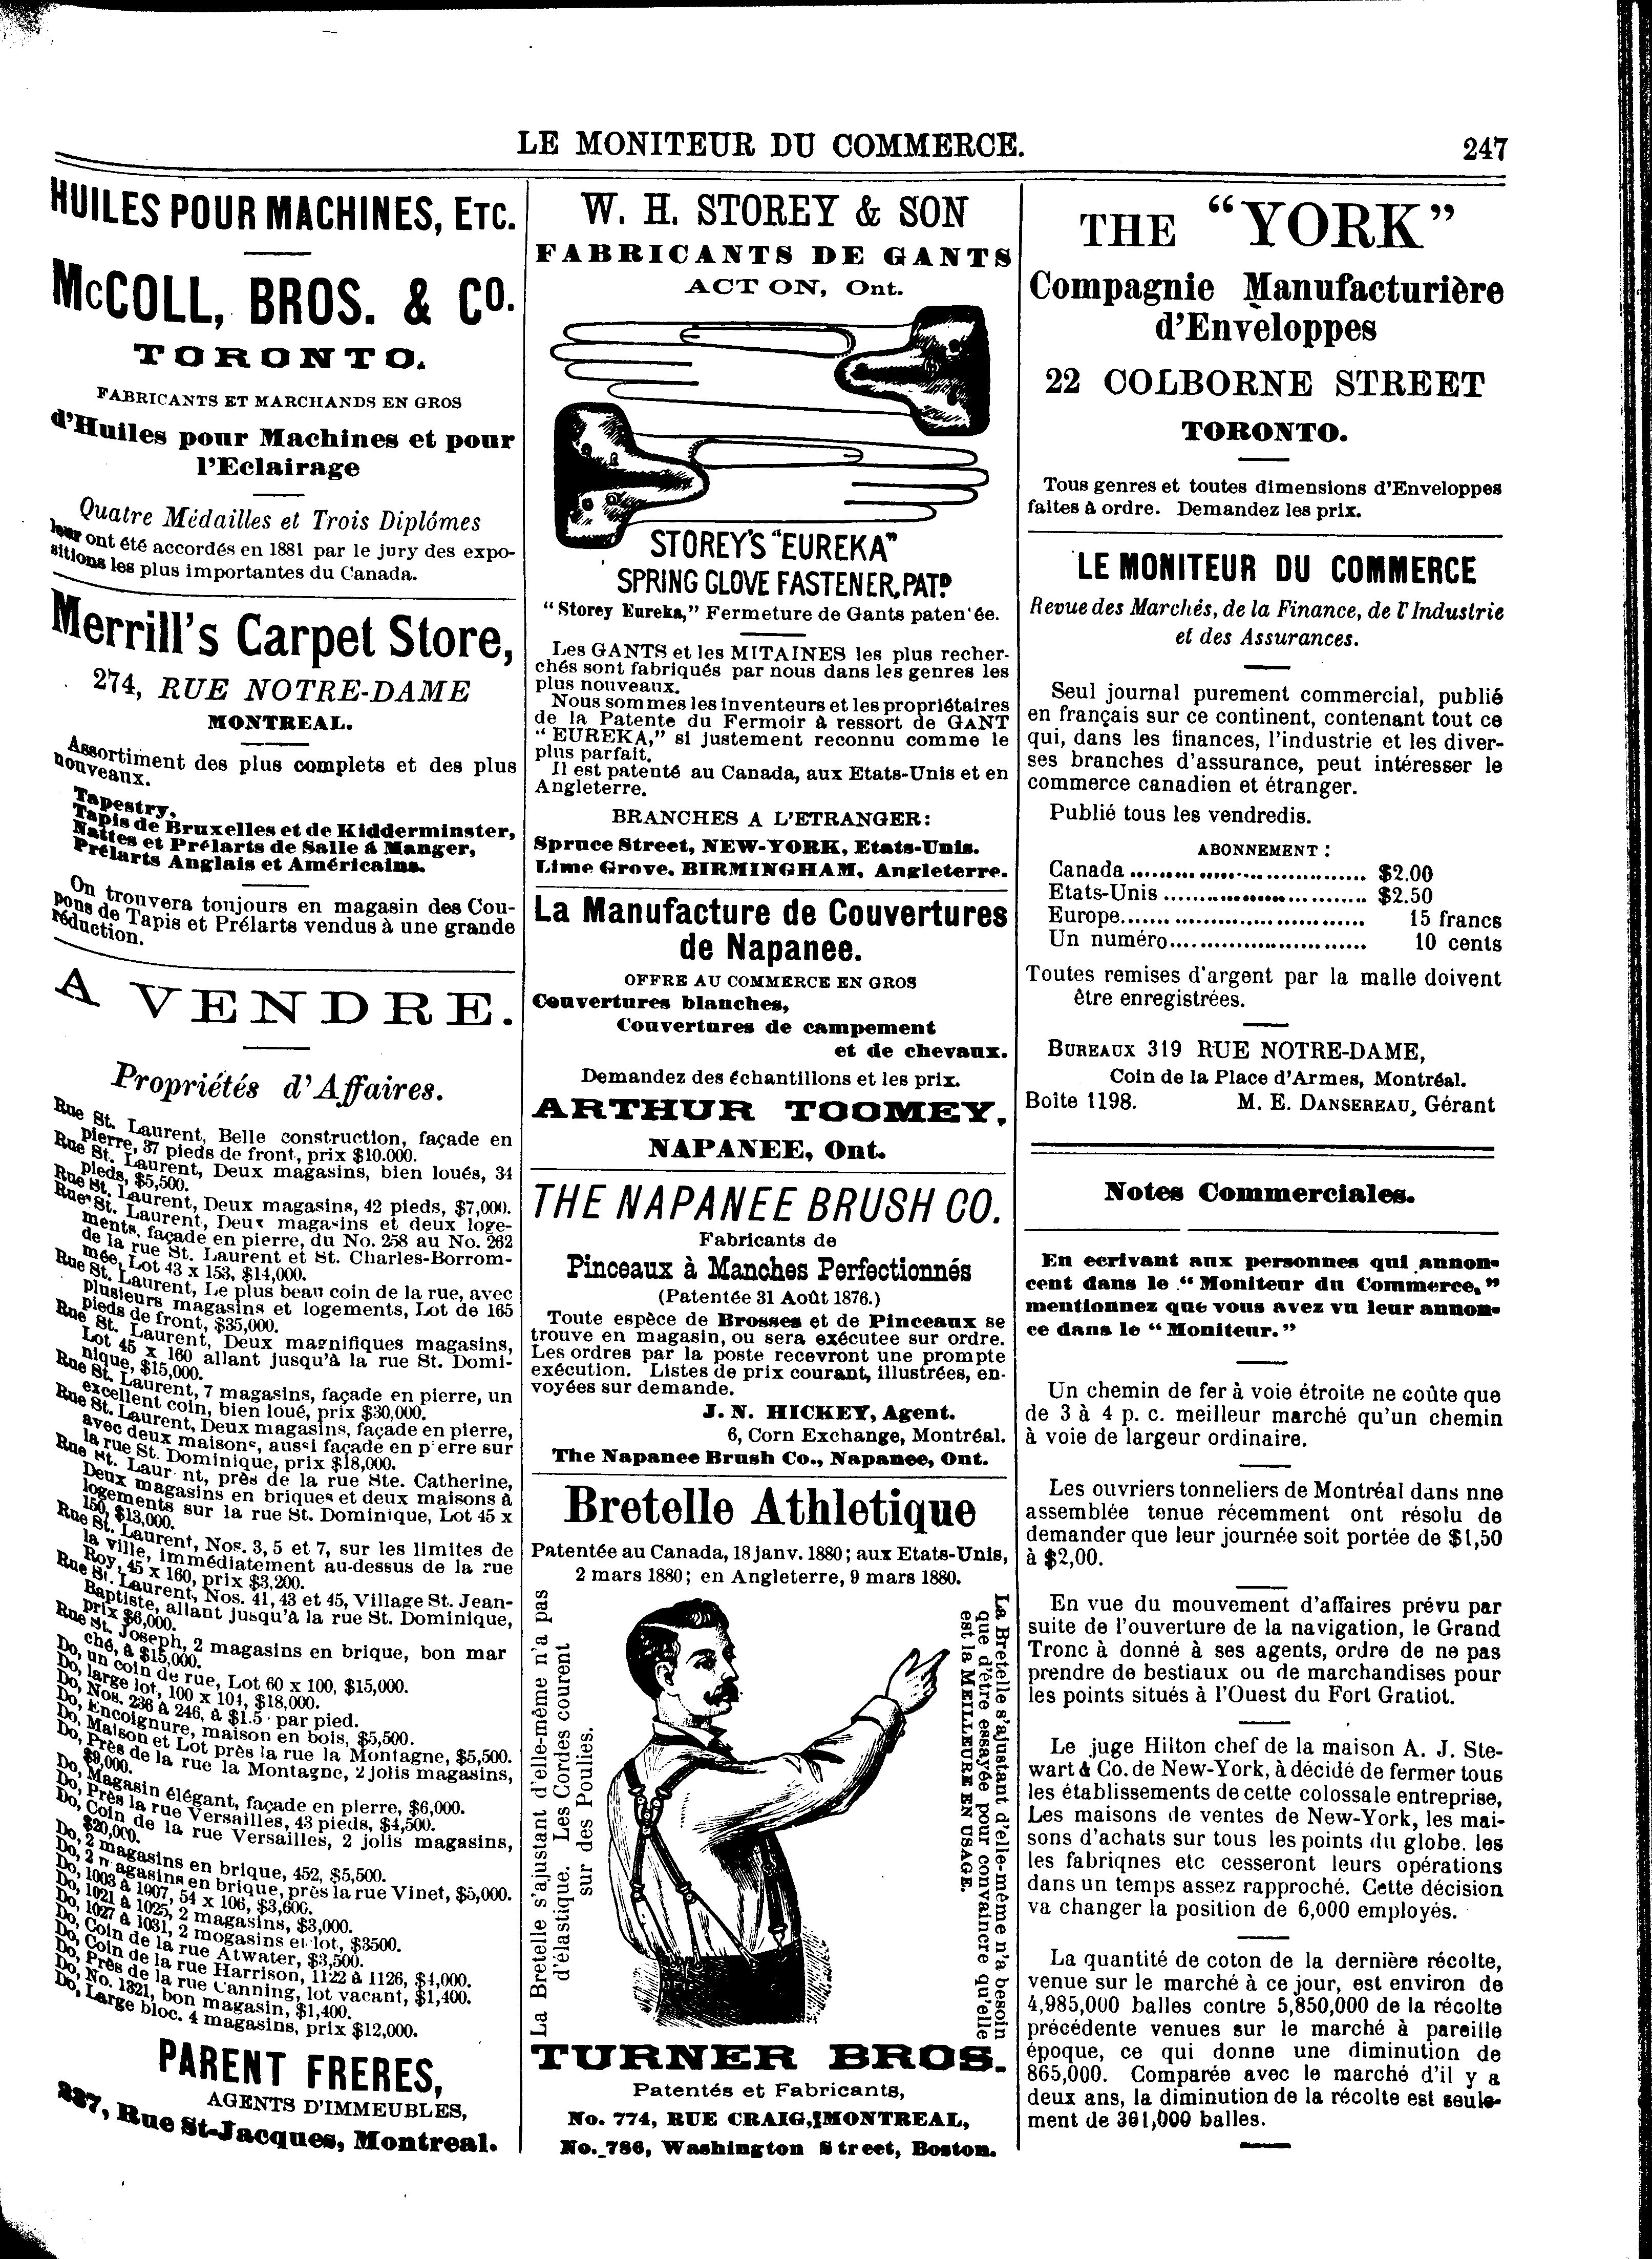 LE MONITEUR DU COMMERCE.
247
HUILES POUR MACHINES, ETC.
McCOLL, BROS. & CO.
TORONTO.
FABRICANTS ET MARCHANDS EN GROS
d'Huiles pour Machines et pour
l'Eclairage
Quatre Médailles et Trois Diplômes
leur ont été accordés en 1881 par le jury des expo-
sitions les plus importantes du Canada.
Merrill's Carpet Store,
274, RUE NOTRE-DAME
MONTREAL.
Assortiment des plus complets et des plus
nouveaux.
Tapestry,
Tapis de Bruxelles et de Kidderminster,
Nattes et Prélarts de Salle á Manger,
Prélarts Anglais et Américains.
On trouvera toujours en magasin des Cou-
pons de Tapis et Prélarts vendus à une grande
réduction.
A VENDRE.
Propriétés d'Affaires.
Rue St. Laurent, Belle construction, façade en
pierre, 37 pieds de front, prix $10.000.
Rue St. Laurent, Deux magasins, bien loués, 34
pieds, $5,500.
Rue St. Laurent, Deux magasins, 42 pieds, $7,000.
Rue St. Laurent, Deux magasins et deux loge-
ments, façade en pierre, du No. 258 au No. 262
de la rue St. Laurent et St. Charles-Borrom-
mée, Lot 43 x 153, $14,000.
Rue St. Laurent, Le plus beau coin de la rue, avec
plusieurs magasins et logements, Lot de 165
pieds de front, $35,000.
Rue St. Laurent, Deux magnifiques magasins,
Lot 45 x 160 allant jusqu'à la rue St. Domi-
nique, $15,000.
Rue St. Laurent, 7 magasins, façade en pierre, un
excellent coin, bien loué, prix $30,000.
Rue St. Laurent, Deux magasins, façade en pierre,
avec deux maisons, aussi façade en p erre sur
la rue St. Dominique, prix $18,000.
Rue St. Laur nt, près de la rue Ste. Catherine,
Deux magasins en briques et deux maisons à
logements sur la rue St. Dominique, Lot 45 x
150, $13,000.
Rue St. Laurent, Nos. 3, 5 et 7, sur les limites de
la ville, immédiatement au-dessus de la rue
Roy, 45 x 160, prix $3,200.
Rue St. Laurent, Nos. 41, 43 et 45, Village St. Jean-
Baptiste, allant jusqu'à la rue St. Dominique,
prix $6,000.
Rue St. Joseph, 2 magasins en brique, bon mar
ché, à $15,000.
Do, un coin de rue, Lot 60 x 100, $15,000.
Do, large lot, 100 x 104, $18,000.
Do, Nos. 236 à 246, à $1.5 par pied.
Do, Encoignure, maison en bois, $5,500.
Do, Maison et Lot près la rue la Montagne, $5,500.
Do, Près de la rue la Montagne, 2 jolis magasins,
$9,000.
Do, Magasin élégant, façade en pierre, $6,000.
Do, Près la rue Versailles, 43 pieds, $4,500.
Do, Coin de la rue Versailles, 2 jolis magasins,
$20,000.
Do, 2 magasins en brique, 452, $5,500.
Do, 2 magasins en brique, près la rue Vinet, $5,000.
Do, 1003 à 1907, 54 x 106, $3,600.
Do, 1021 à 1025, 2 magasins, $3,000.
Do, 1027 à 1031, 2 mogasins et lot, $3500.
Do, Coin de la rue Atwater, $3,500.
Do, Coin de la rue Harrison, 1122 à 1126, $4,000.
Do, Près de la rue Canning, lot vacant, $1,400.
Do, No. 1321, bon magasin, $1,400.
Do, Large bloc. 4 magasins, prix $12,000.
PARENT FRERES,
AGENTS D'IMMEUBLES,
237, Rue St-Jacques, Montreal.
W. H. STOREY & SON
FABRICANTS DE GANTS
ACTON, Ont.
STOREY'S "EUREKA"
SPRING GLOVE FASTENER, PATD
"Storey Eureka," Fermeture de Gants paten'ée.
Les GANTS et les MITAINES les plus recher-
chés sont fabriqués par nous dans les genres les
plus nouveaux.
Nous sommes les inventeurs et les propriétaires
de la Patente du Fermoir à ressort de GANT
"EUREKA," si justement reconnu comme le
plus parfait.
Il est patenté au Canada, aux Etats-Unis et en
Angleterre.
BRANCHES A L'ETRANGER:
Spruce Street, NEW-YORK, Etats-Unis.
Lime Grove, BIRMINGHAM, Angleterre.
La Manufacture de Couvertures
de Napanee.
OFFRE AU COMMERCE EN GROS
Couvertures blanches,
Couvertures de campement
et de chevaux.
Demandez des échantillons et les prix.
ARTHUR TOOMEY,
NAPANEE, Ont.
THE NAPANEE BRUSH CO.
Fabricants de
Pinceaux à Manches Perfectionnés
(Patentée 31 Août 1876.)
Toute espèce de Brosses et de Pinceaux se
trouve en magasin, ou sera exécutee sur ordre.
Les ordres par la poste recevront une prompte
exécution. Listes de prix courant, illustrées, en-
voyées sur demande.
J. N. HICKEY, Agent.
6, Corn Exchange, Montréal.
The Napanee Brush Co., Napanee, Ont.
Bretelle Athletique
Patentée au Canada, 18 janv. 1880; aux Etats-Unis,
2 mars 1880; en Angleterre, 9 mars 1880.
La Bretelle s'ajustant d'elle-même n'a pas
d'élastique. Les Cordes courent
sur des Poulies.
La Bretelle s'ajustant d'elle-même n'a besoin
que d'être essayée pour convaincre qu'elle
est la MEILLEURE EN USAGE.
TURNER BROS.
Patentés et Fabricants,
No. 774, RUE CRAIG, MONTREAL,
No. 786, Washington Street, Boston.
THE "YORK"
Compagnie Manufacturière
d'Envèloppes
22 COLBORNE STREET
TORONTO.
Tous genres et toutes dimensions d'Enveloppes
faites à ordre. Demandez les prix.
LE MONITEUR DU COMMERCE
Revue des Marchés, de la Finance, de l'Industrie
et des Assurances.
Seul journal purement commercial, publié
en français sur ce continent, contenant tout ce
qui, dans les finances, l'industrie et les diver-
ses branches d'assurance, peut intéresser le
commerce canadien et étranger.
Publié tous les vendredis.
ABONNEMENT:
Canada .......... $2.00
Etats-Unis .......... $2.50
Europe .......... 15 francs
Un numéro .......... 10 cents
Toutes remises d'argent par la malle doivent
être enregistrées.
BUREAUX 319 RUE NOTRE-DAME,
Coin de la Place d'Armes, Montréal.
Boite 1198. M. E. DANSEREAU, Gérant
Notes Commerciales.
En ecrivant aux personnes qui annon-
cent dans le "Moniteur du Commerce,"
mentionnez que vous avez vu leur annon-
ce dans le "Moniteur."
Un chemin de fer à voie étroite ne coûte que
de 3 à 4 p. c. meilleur marché qu'un chemin
à voie de largeur ordinaire.
Les ouvriers tonneliers de Montréal dans nne
assemblée tenue récemment ont résolu de
demander que leur journée soit portée de $1,50
à $2,00.
En vue du mouvement d'affaires prévu par
suite de l'ouverture de la navigation, le Grand
Tronc à donné à ses agents, ordre de ne pas
prendre de bestiaux ou de marchandises pour
les points situés à l'Ouest du Fort Gratiot.
Le juge Hilton chef de la maison A. J. Ste-
wart & Co. de New-York, à décidé de fermer tous
les établissements de cette colossale entreprise,
Les maisons de ventes de New-York, les mai-
sons d'achats sur tous les points du globe. les
les fabriqnes etc cesseront leurs opérations
dans un temps assez rapproché. Cette décision
va changer la position de 6,000 employés.
La quantité de coton de la dernière récolte,
venue sur le marché à ce jour, est environ de
4,985,000 balles contre 5,850,000 de la récolte
précédente venues sur le marché à pareille
époque, ce qui donne une diminution de
865,000. Comparée avec le marché d'il y a
deux ans, la diminution de la récolte est seule-
ment de 301,000 balles.